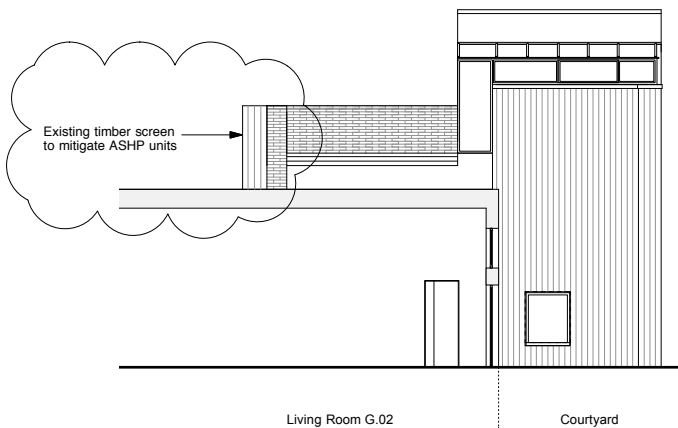 Existing timber screen
to mitigate ASHP units
Living Room G.02
Courtyard